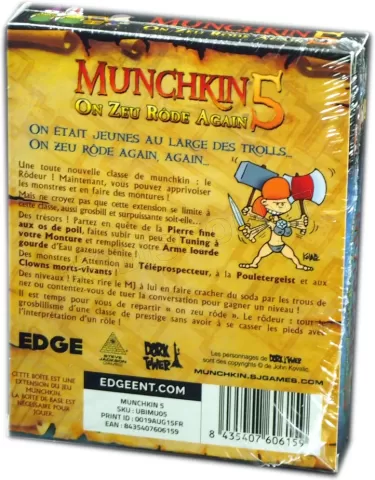 MUNCHKIN 5
ON ZEU RÔDE AGAIN
ON ÉTAIT JEUNES AU LARGE DES TROLLS...
ON ZEU RÔDE AGAIN, AGAIN...
Une toute nouvelle classe de munchkin : le
Rôdeur ! Maintenant, vous pouvez apprivoiser
les monstres et en faire des montures !
Mais ne croyez pas que cette extension se limite à
cette classe, aussi grosbill et surpuissante soit-elle...
Des trésors ! Partez en quête de la Pierre fine
aux os de poil, faites subir un peu de Tuning à
votre Monture et remplissez votre Arme lourde
gourde d'Eau gazeuse bénite !
Des monstres ! Attention au Téléprospecteur, à la Pouletergeist et aux
Clowns morts-vivants !
Des niveaux ! Faites rire le MJ à lui en faire cracher du soda par les trous de
nez ou contentez-vous de tuer la conversation pour gagner un niveau !
Il est temps pour vous de repartir « on zeu rôde ». Le rôdeur : tout le
grosbillisme d'une classe de prestige sans avoir à se casser les pieds avec
l'interprétation d'un rôle !
EDGE
STEVE
JACKSON
GAMES
DORK
TOWER
Les personnages de DORK TOWER
sont des copyrights © de John Kovalic.
MUNCHKIN.SJGAMES.COM
CETTE BOÎTE EST UNE
EXTENSION DU JEU
MUNCHKIN.
LA BOÎTE DE BASE EST
NÉCESSAIRE POUR
JOUER.
EDGEENT.COM
MUNCHKIN 5
SKU: UBIMU05
PRINT ID : 0019AUG15FR
EAN: 8435407606159
8 435407 606159